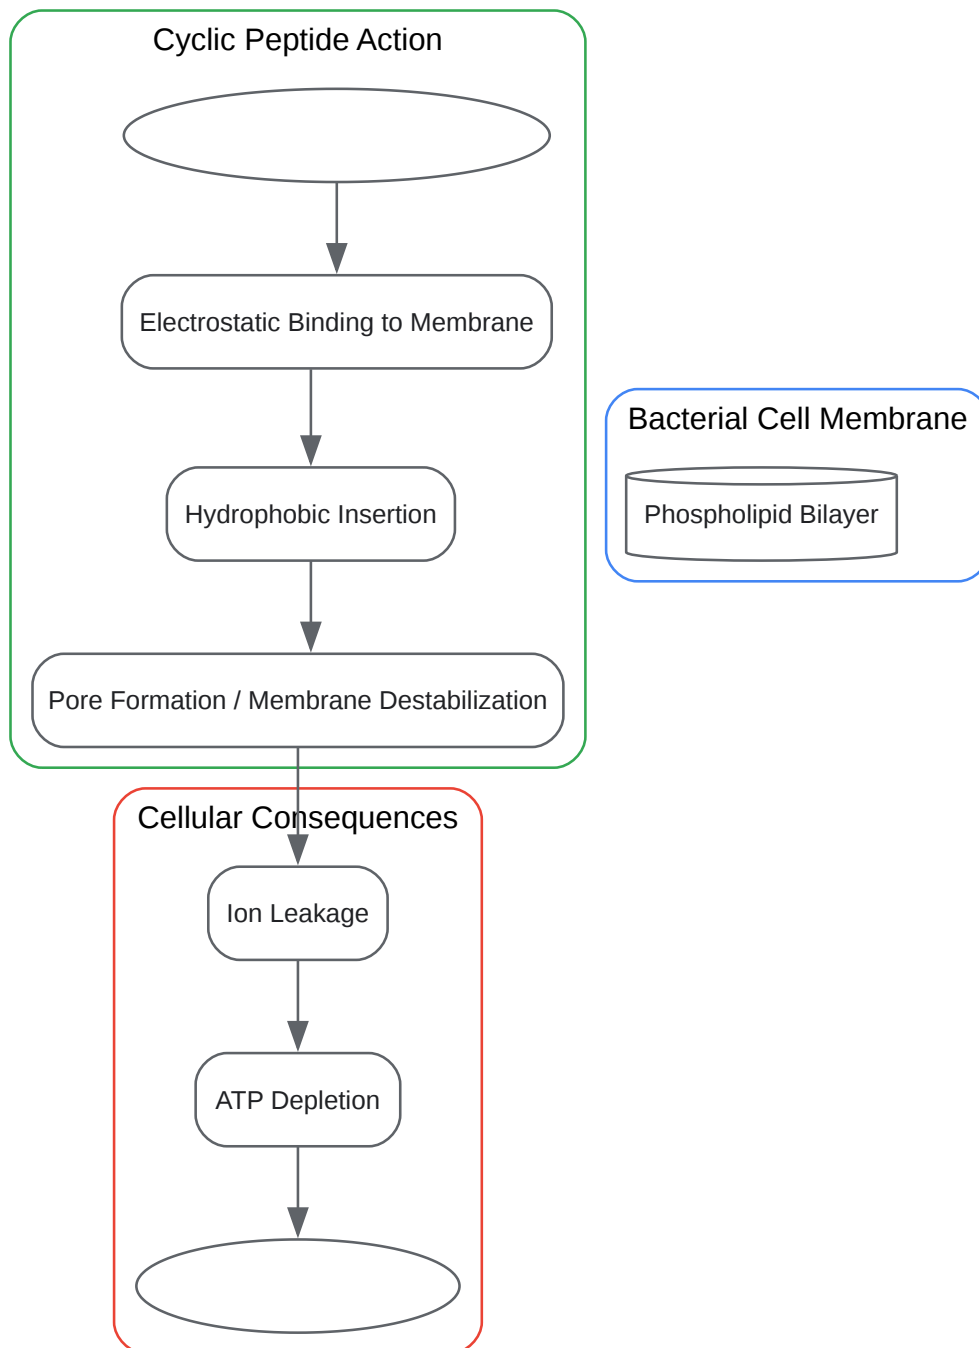 Cyclic Peptide Action
Electrostatic Binding to Membrane
Hydrophobic Insertion
Pore Formation / Membrane Destabilization
Bacterial Cell Membrane
Phospholipid Bilayer
Cellular Consequences
Ion Leakage
ATP Depletion